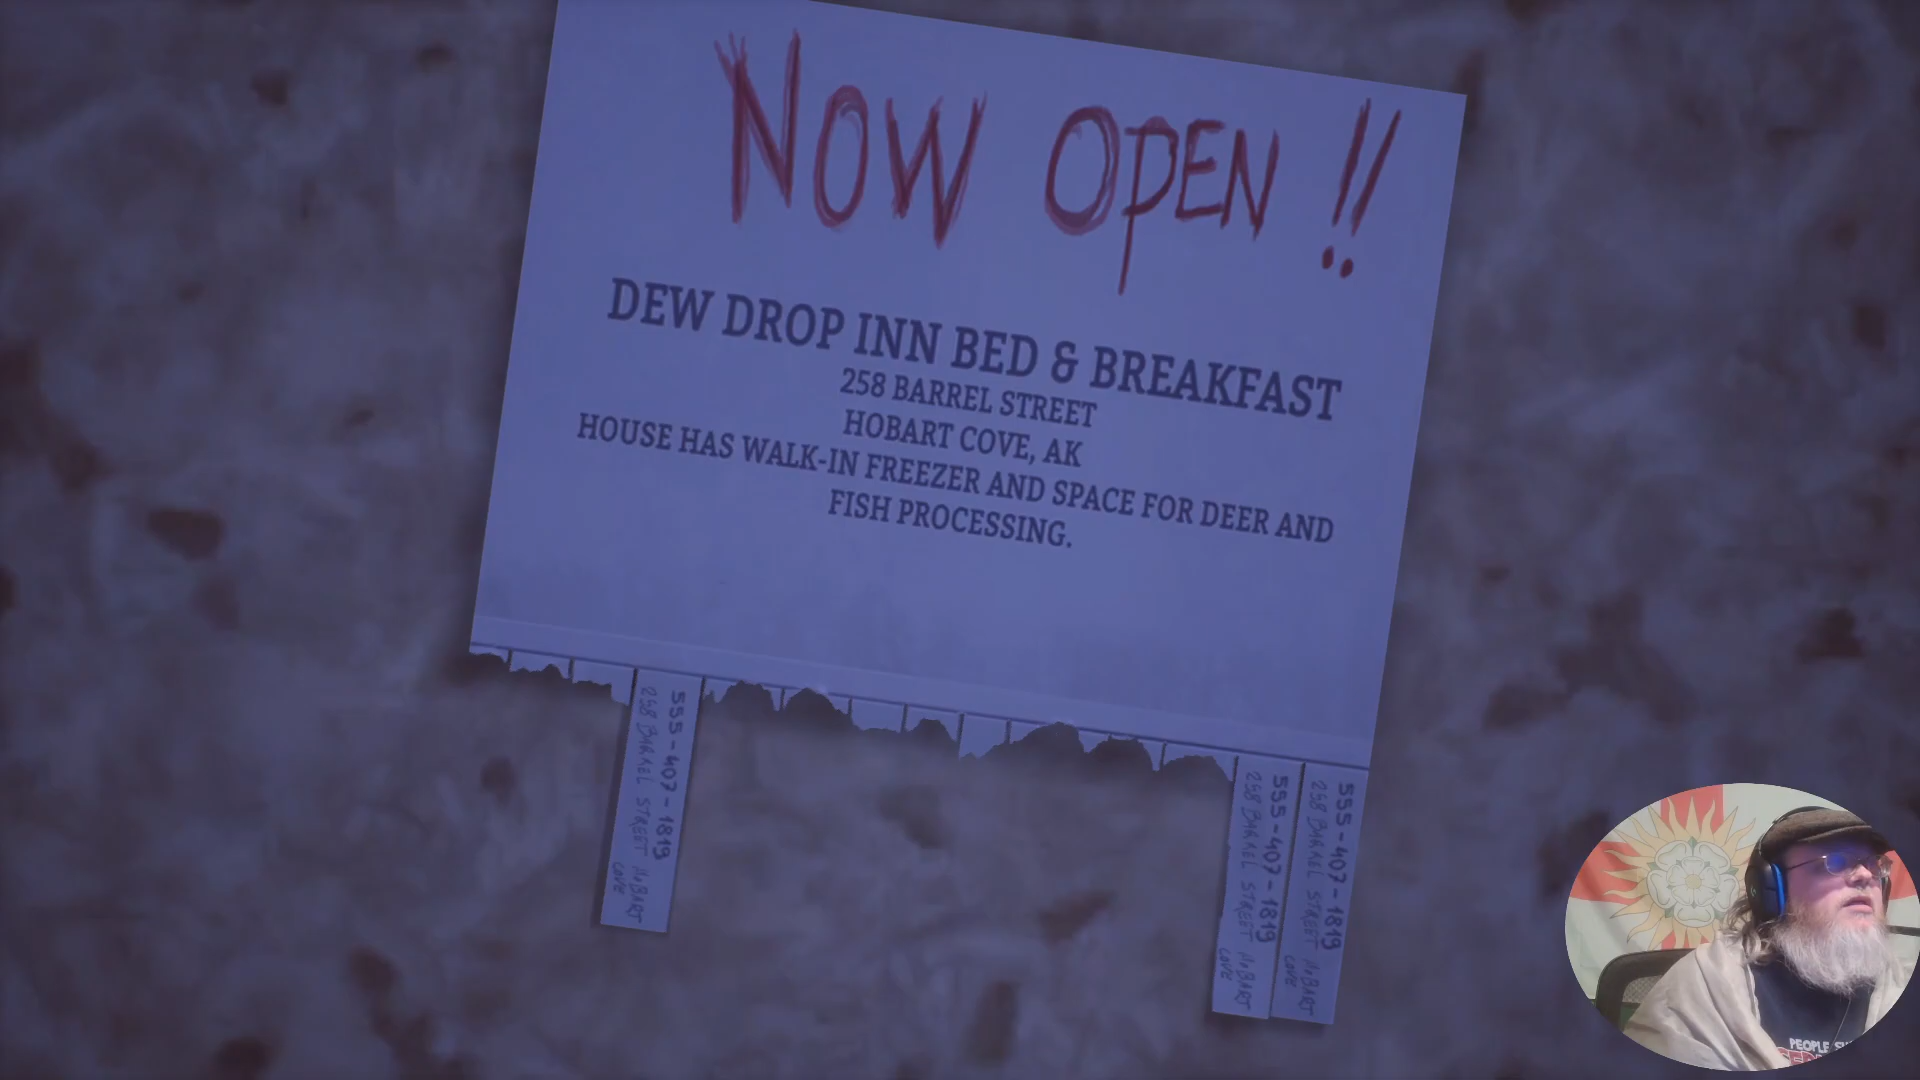 NOW OPEN !!
DEW DROP INN BED & BREAKFAST
258 BARREL STREET
HOBART COVE, AK
HOUSE HAS WALK-IN FREEZER AND SPACE FOR DEER AND
FISH PROCESSING.
555-407-1819
258 BARREL STREET HOBART
COVE
555-407-1819
258 BARREL STREET HOBART
COVE
555-407-1819
258 BARREL STREET HOBART
COVE
PEOPLE